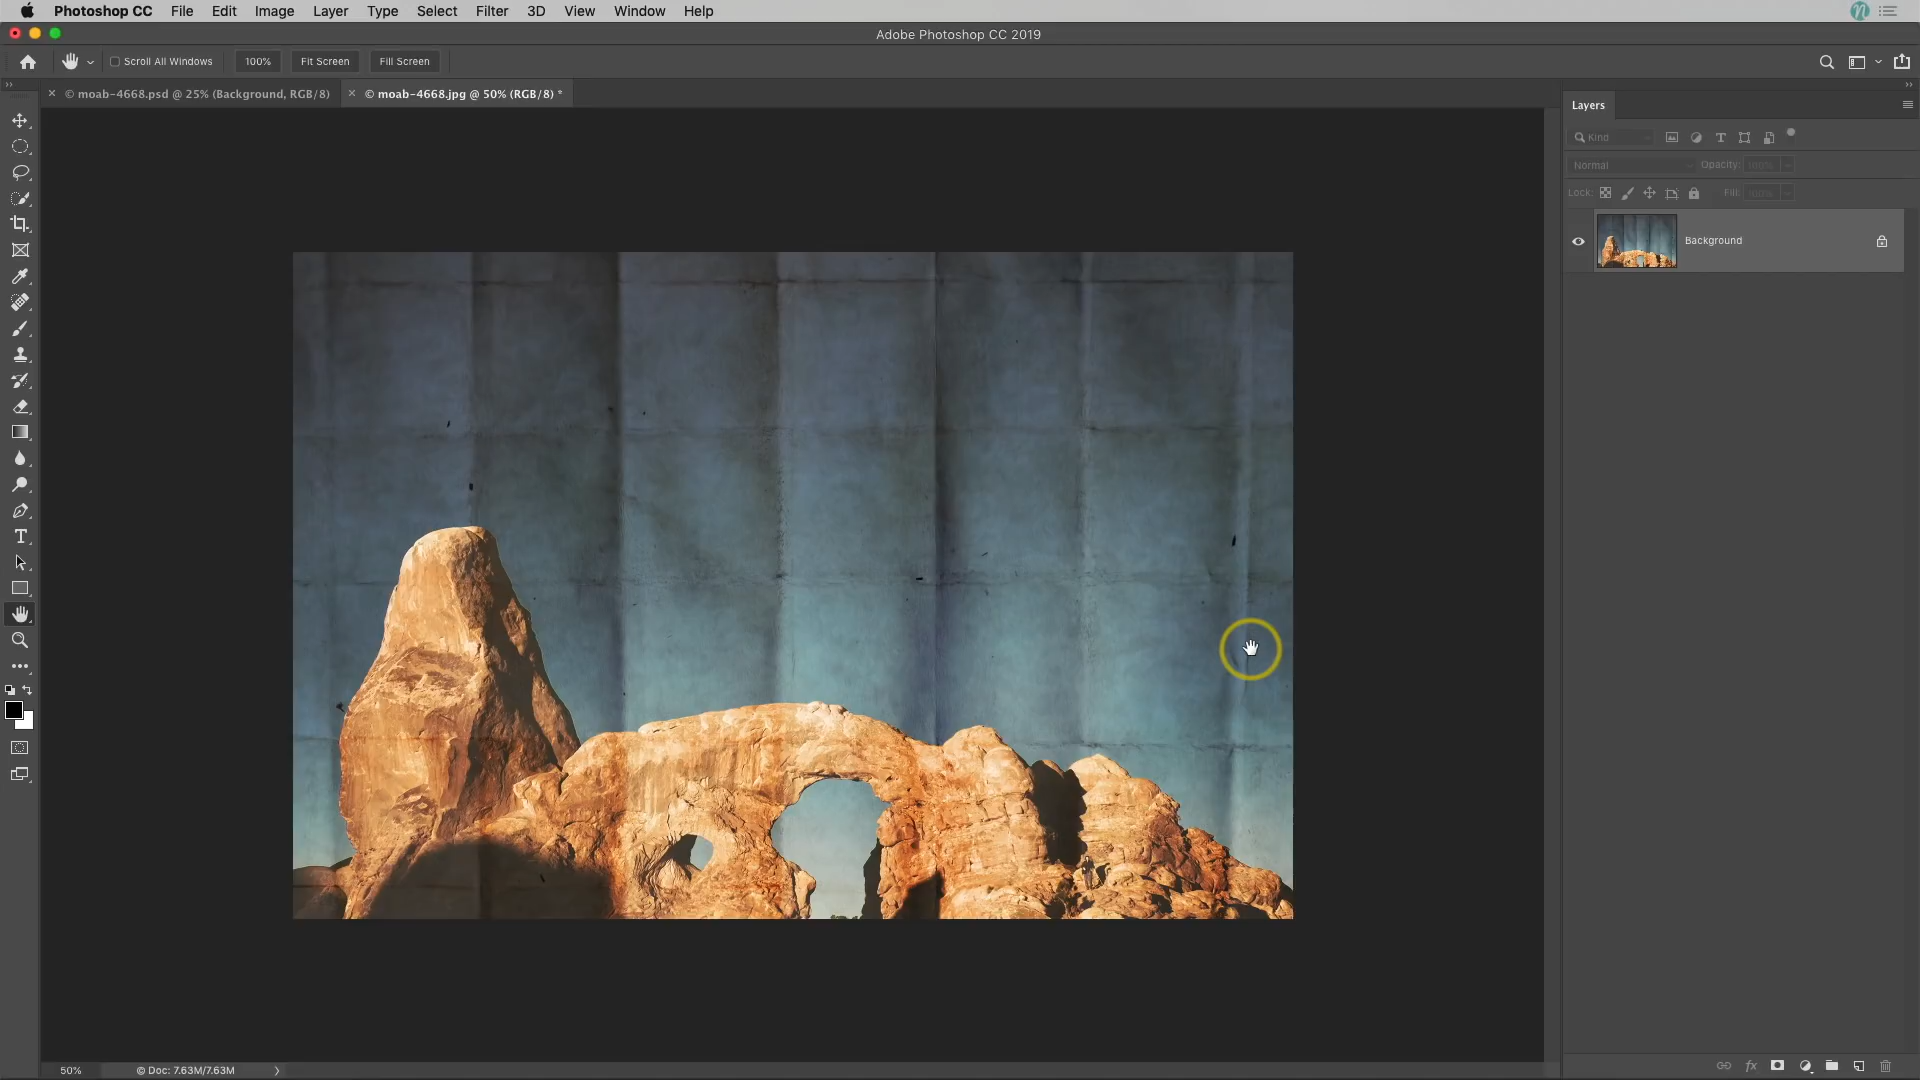 Photoshop CC File Edit Image Layer Type Select Filter 3D View Window Help
Adobe Photoshop CC 2019
Scroll All Windows 100% Fit Screen Fill Screen
× © moab-4668.psd @ 25% (Background, RGB/8) × © moab-4668.jpg @ 50% (RGB/8) *
Layers
Kind
Normal Opacity: 100%
Lock: Fill: 100%
Background
50% © Doc: 7.63M/7.63M